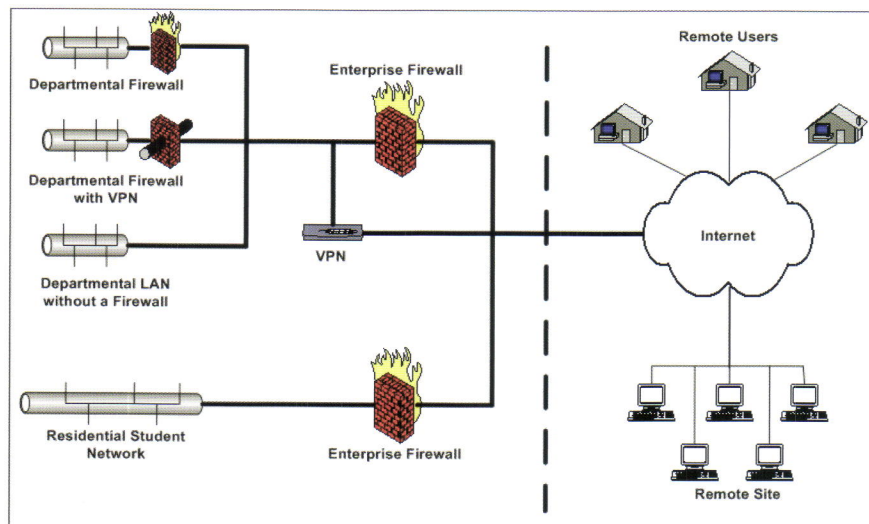 Departmental Firewall
Departmental Firewall
with VPN
Departmental LAN
without a Firewall
Residential Student
Network
Enterprise Firewall
VPN
Enterprise Firewall
Remote Users
Internet
Remote Site